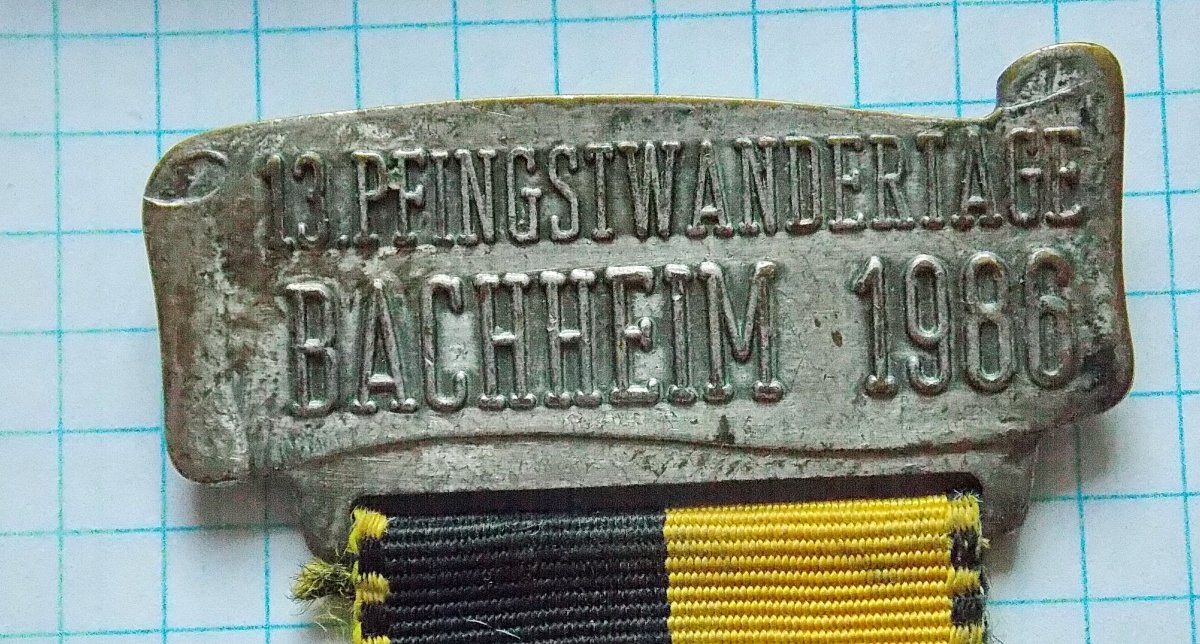 13. PFINGSTWANDERTAGE
BACHHEIM 1986